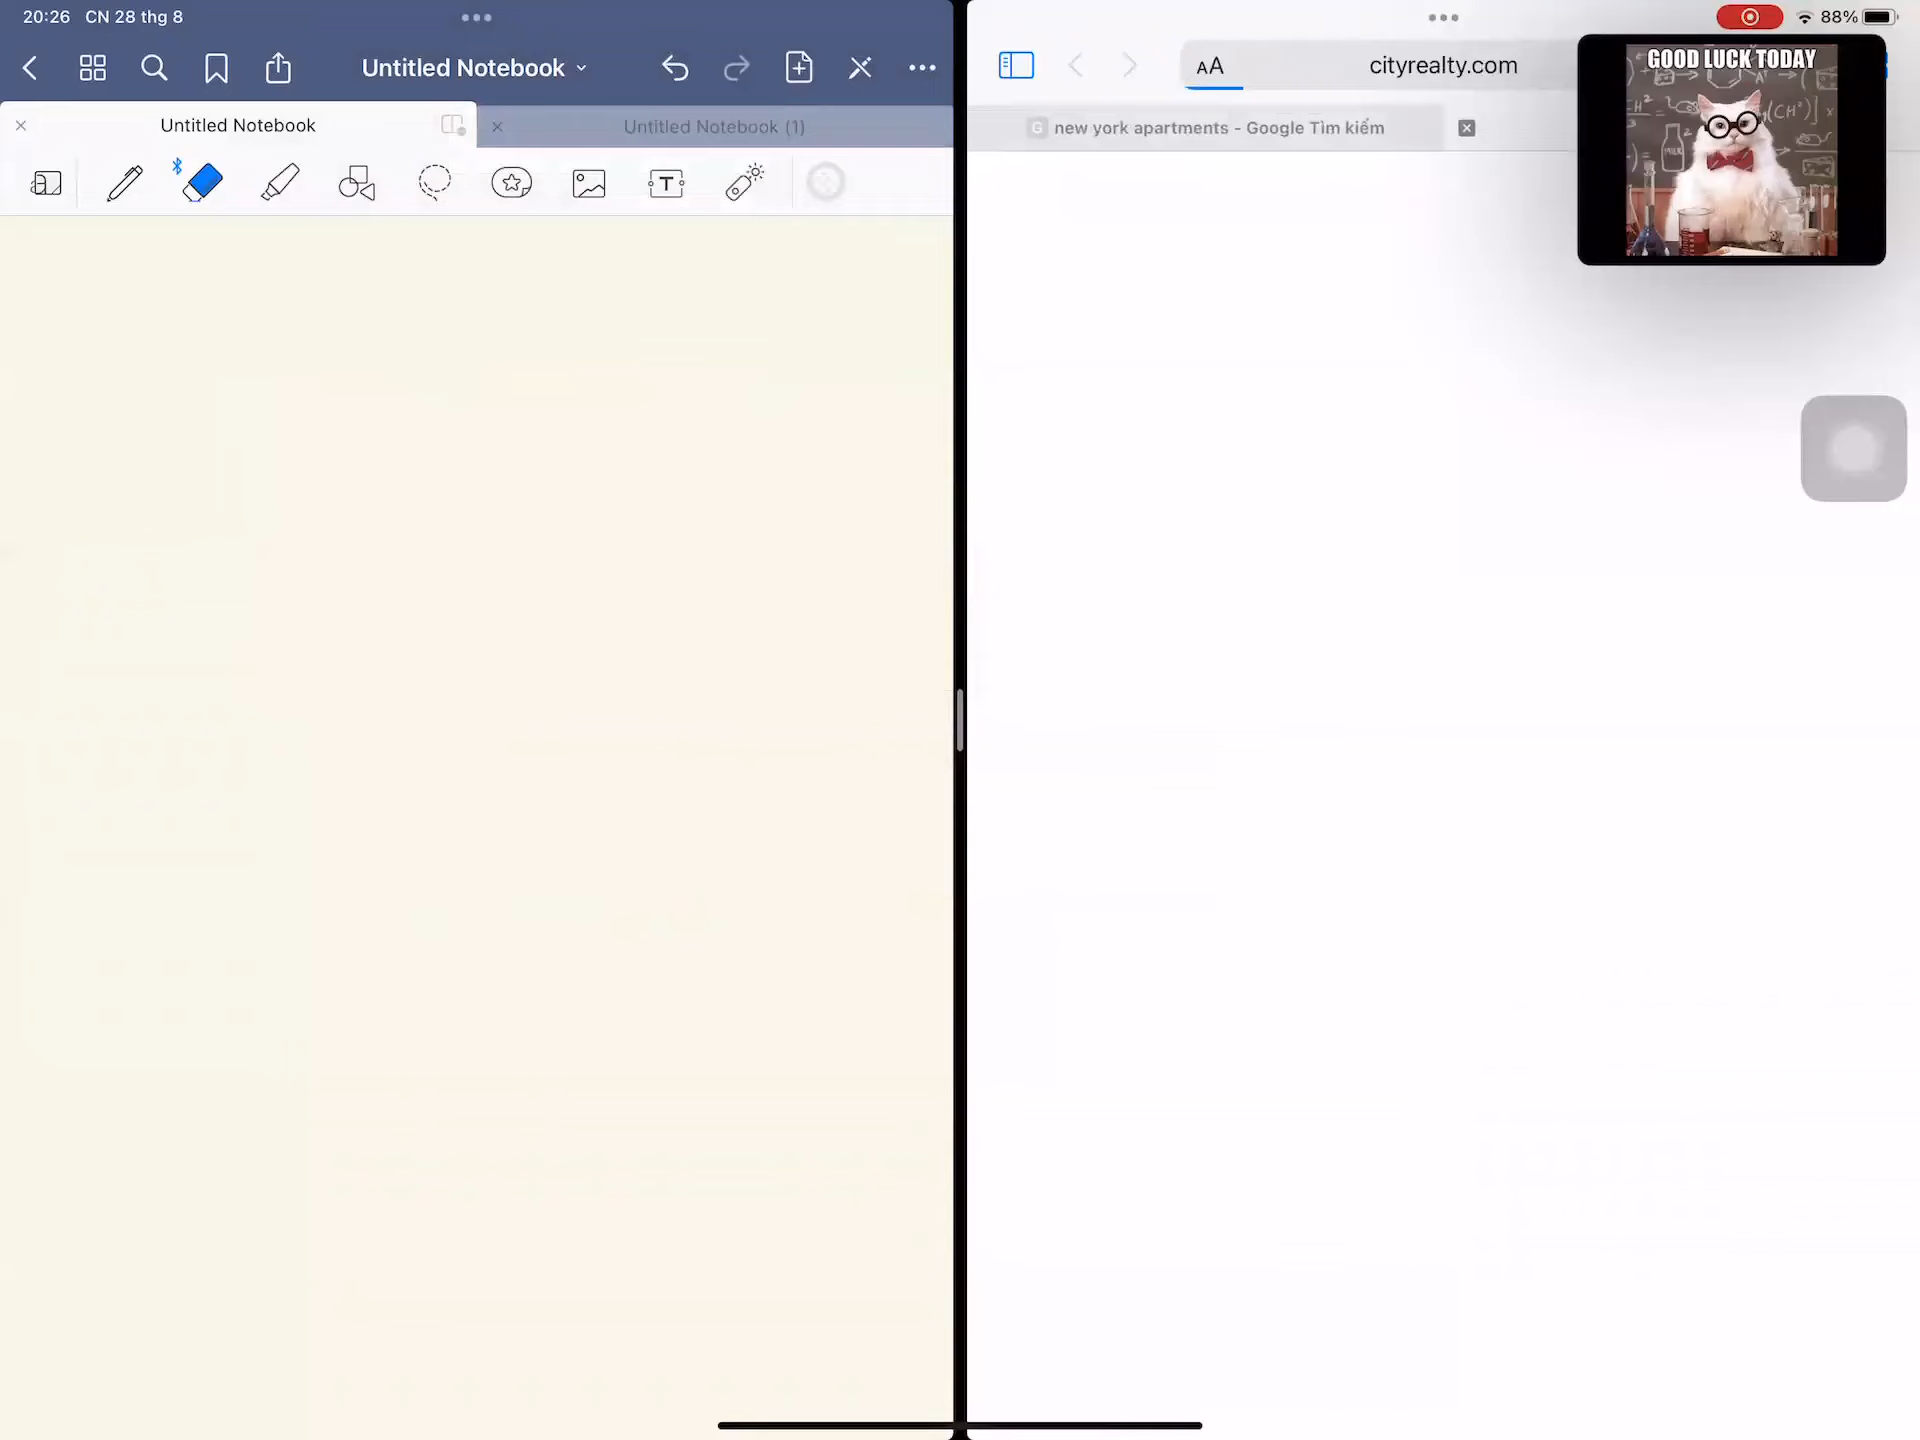 20:26 CN 28 thg 8
88%
Untitled Notebook
AA
cityrealty.com
Untitled Notebook
Untitled Notebook (1)
new york apartments - Google Tìm kiếm
T
GOOD LUCK TODAY